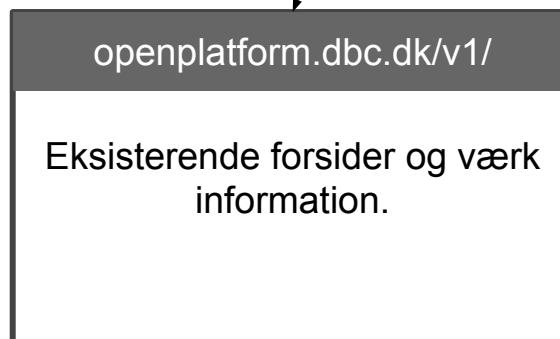 openplatform.dbc.dk/v1/
Eksisterende forsider og værk
information.